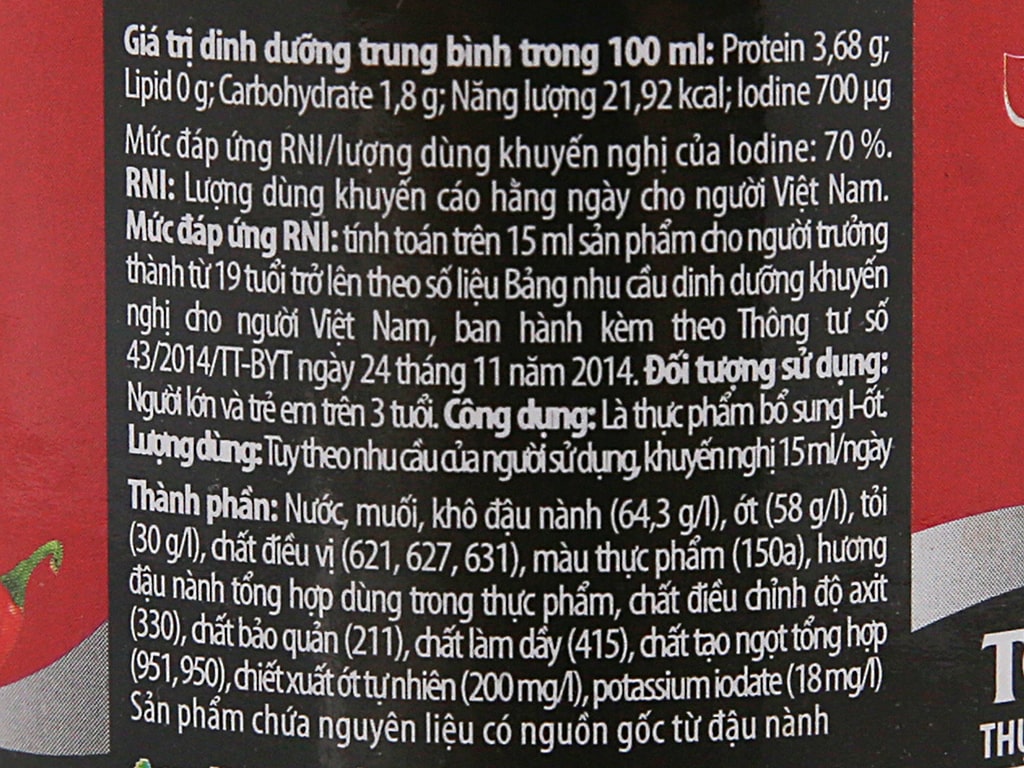 Giá trị dinh dưỡng trung bình trong 100 ml: Protein 3,68 g;
Lipid 0 g; Carbohydrate 1,8 g; Năng lượng 21,92 kcal; Iodine 700 µg
Mức đáp ứng RNI/lượng dùng khuyến nghị của Iodine: 70 %.
RNI: Lượng dùng khuyến cáo hằng ngày cho người Việt Nam.
Mức đáp ứng RNI: tính toán trên 15 ml sản phẩm cho người trưởng
thành từ 19 tuổi trở lên theo số liệu Bảng nhu cầu dinh dưỡng khuyến
nghị cho người Việt Nam, ban hành kèm theo Thông tư số
43/2014/TT-BYT ngày 24 tháng 11 năm 2014. Đối tượng sử dụng:
Người lớn và trẻ em trên 3 tuổi. Công dụng: Là thực phẩm bổ sung I-ốt.
Lượng dùng: Tùy theo nhu cầu của người sử dụng, khuyến nghị 15 ml/ngày
Thành phần: Nước, muối, khô đậu nành (64,3 g/l), ớt (58 g/l), tỏi
(30 g/l), chất điều vị (621, 627, 631), màu thực phẩm (150a), hương
đậu nành tổng hợp dùng trong thực phẩm, chất điều chỉnh độ axit
(330), chất bảo quản (211), chất làm dầy (415), chất tạo ngọt tổng hợp
(951, 950), chiết xuất ớt tự nhiên (200 mg/l), potassium iodate (18 mg/l)
Sản phẩm chứa nguyên liệu có nguồn gốc từ đậu nành